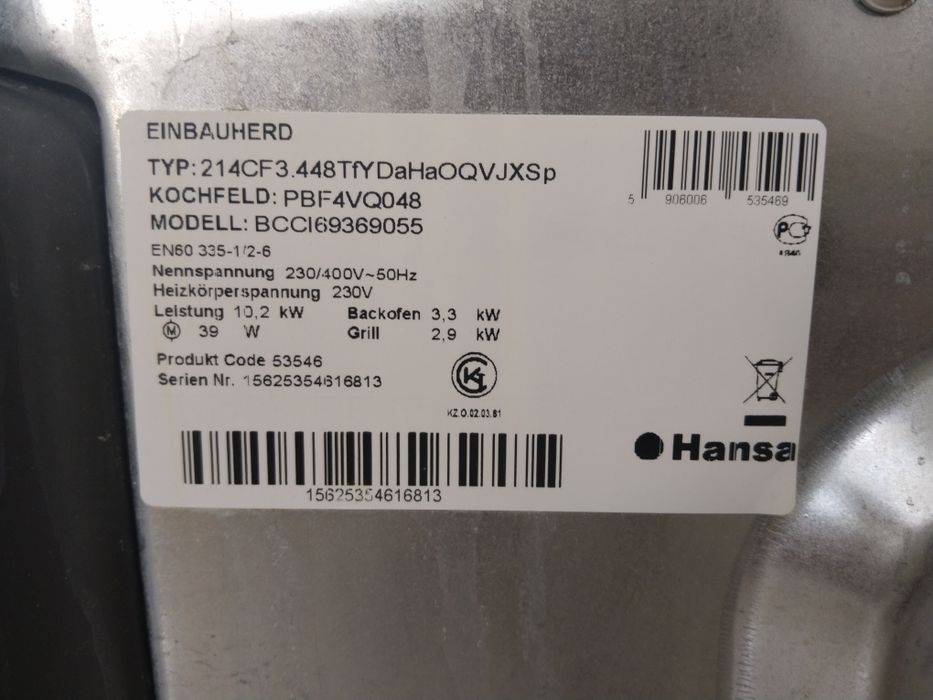 EINBAUHERD
TYP: 214CF3.448TfYDaHaOQVJXSp
KOCHFELD: PBF4VQ048
MODELL: BCCI69369055
EN60 335-1/2-6
Nennspannung 230/400V~50Hz
Heizkörperspannung 230V
Leistung 10,2 kW Backofen 3,3 kW
M 39 W Grill 2,9 kW
Produkt Code 53546
Serien Nr. 15625354616813
15625354616813
5 906006 535469
KZ.O.02.03.61
Hansa